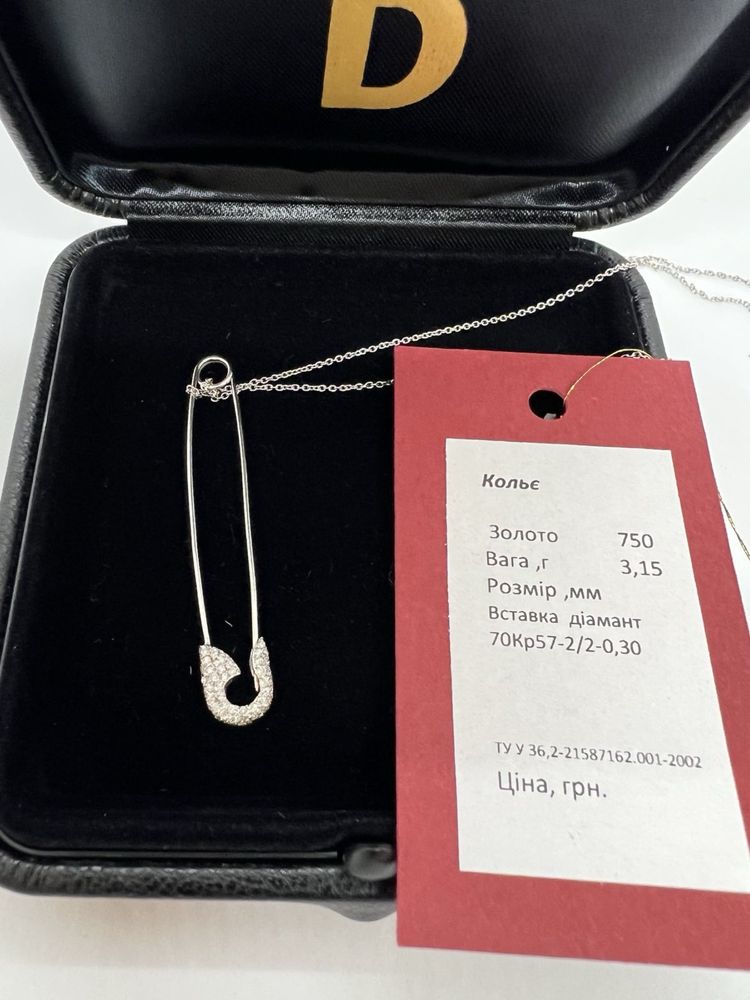 D
Кольє
Золото 750
Вага ,г 3,15
Розмір ,мм
Вставка діамант
70Кр57-2/2-0,30
ТУ У 36,2-21587162.001-2002
Ціна, грн.